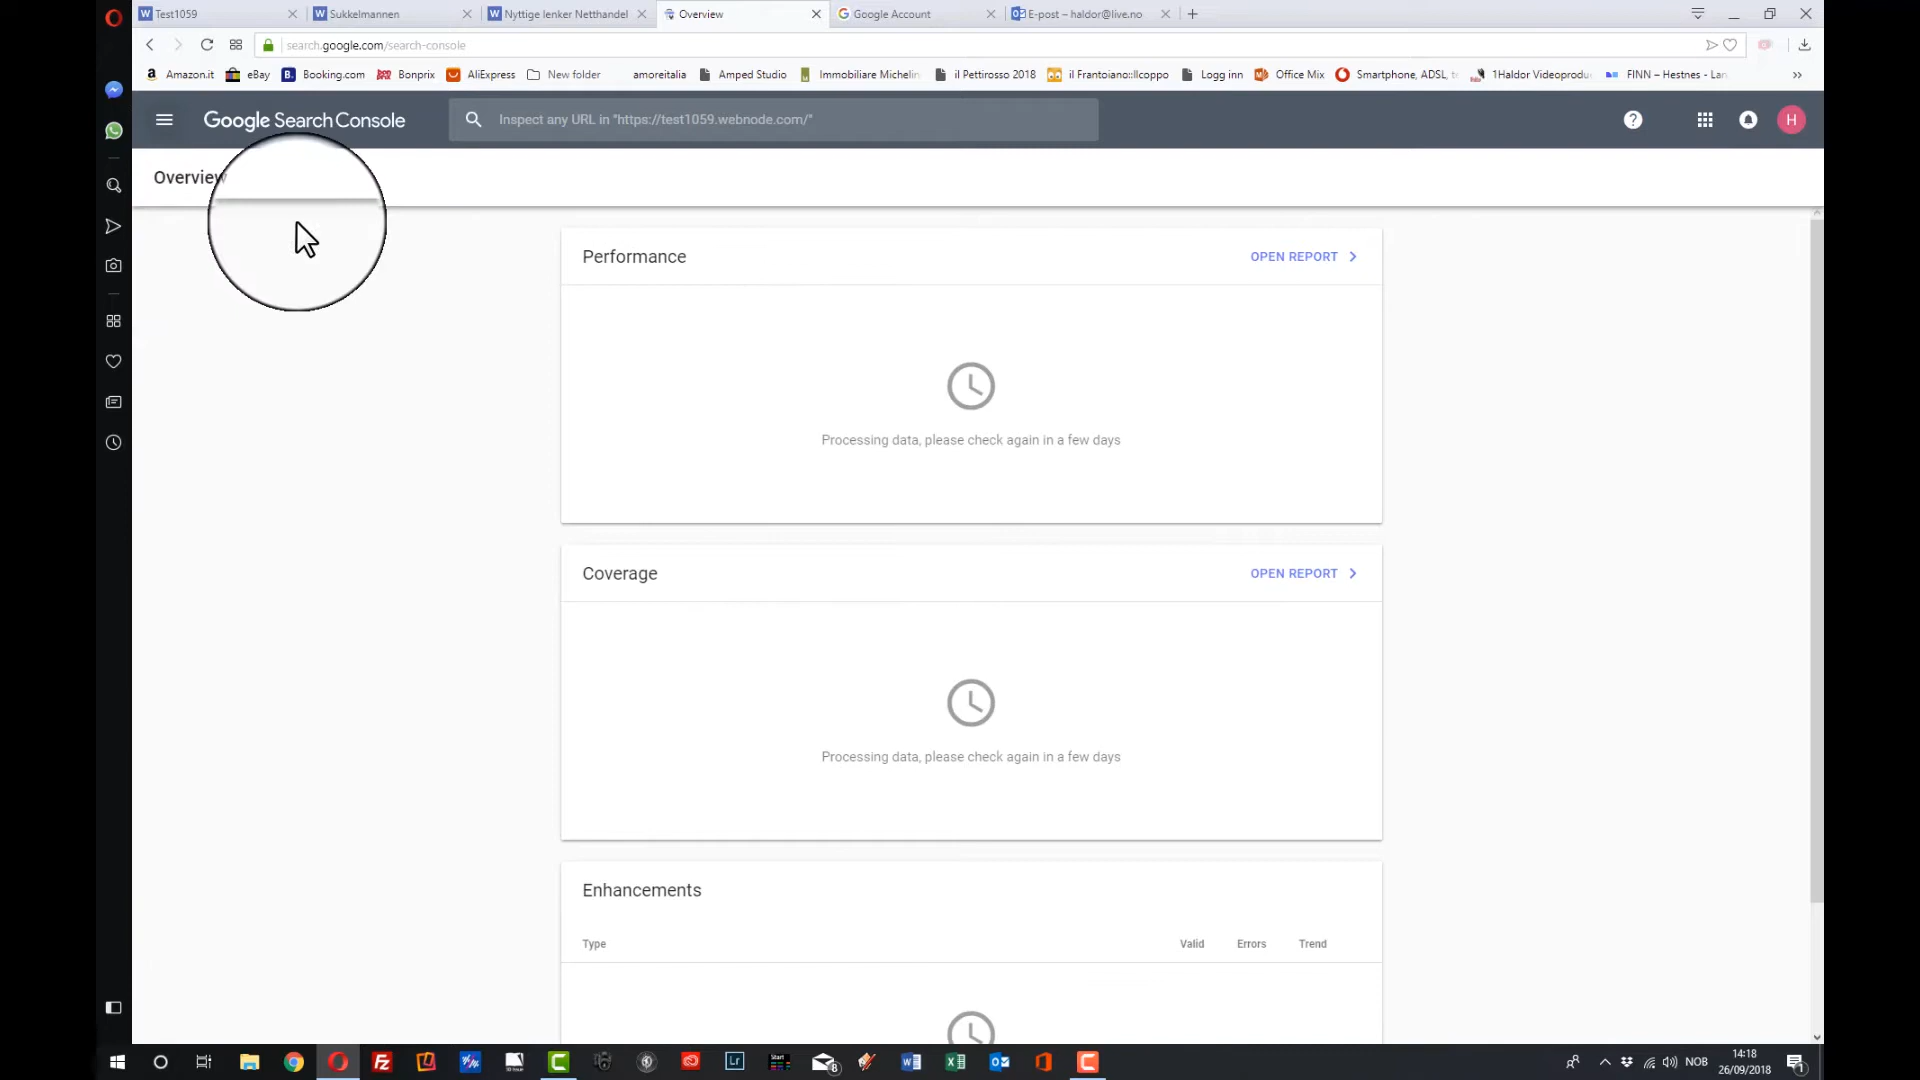 Test1059
Sukkelmannen
Nyttige lenker Netthandel
Overview
Google Account
E-post – haldor@live.no
search.google.com/search-console
Amazon.it
eBay
Booking.com
Bonprix
AliExpress
New folder
amoreitalia
Amped Studio
Immobiliare Michelin
il Pettirosso 2018
il Frantoiano::Ilcoppo
Logg inn
Office Mix
Smartphone, ADSL, te
1Haldor Videoprodu
FINN – Hestnes - Lan
Google Search Console
Inspect any URL in "https://test1059.webnode.com/"
H
Overview
Performance
OPEN REPORT
Processing data, please check again in a few days
Coverage
OPEN REPORT
Processing data, please check again in a few days
Enhancements
Type Valid Errors Trend
NOB
14:18
26/09/2018